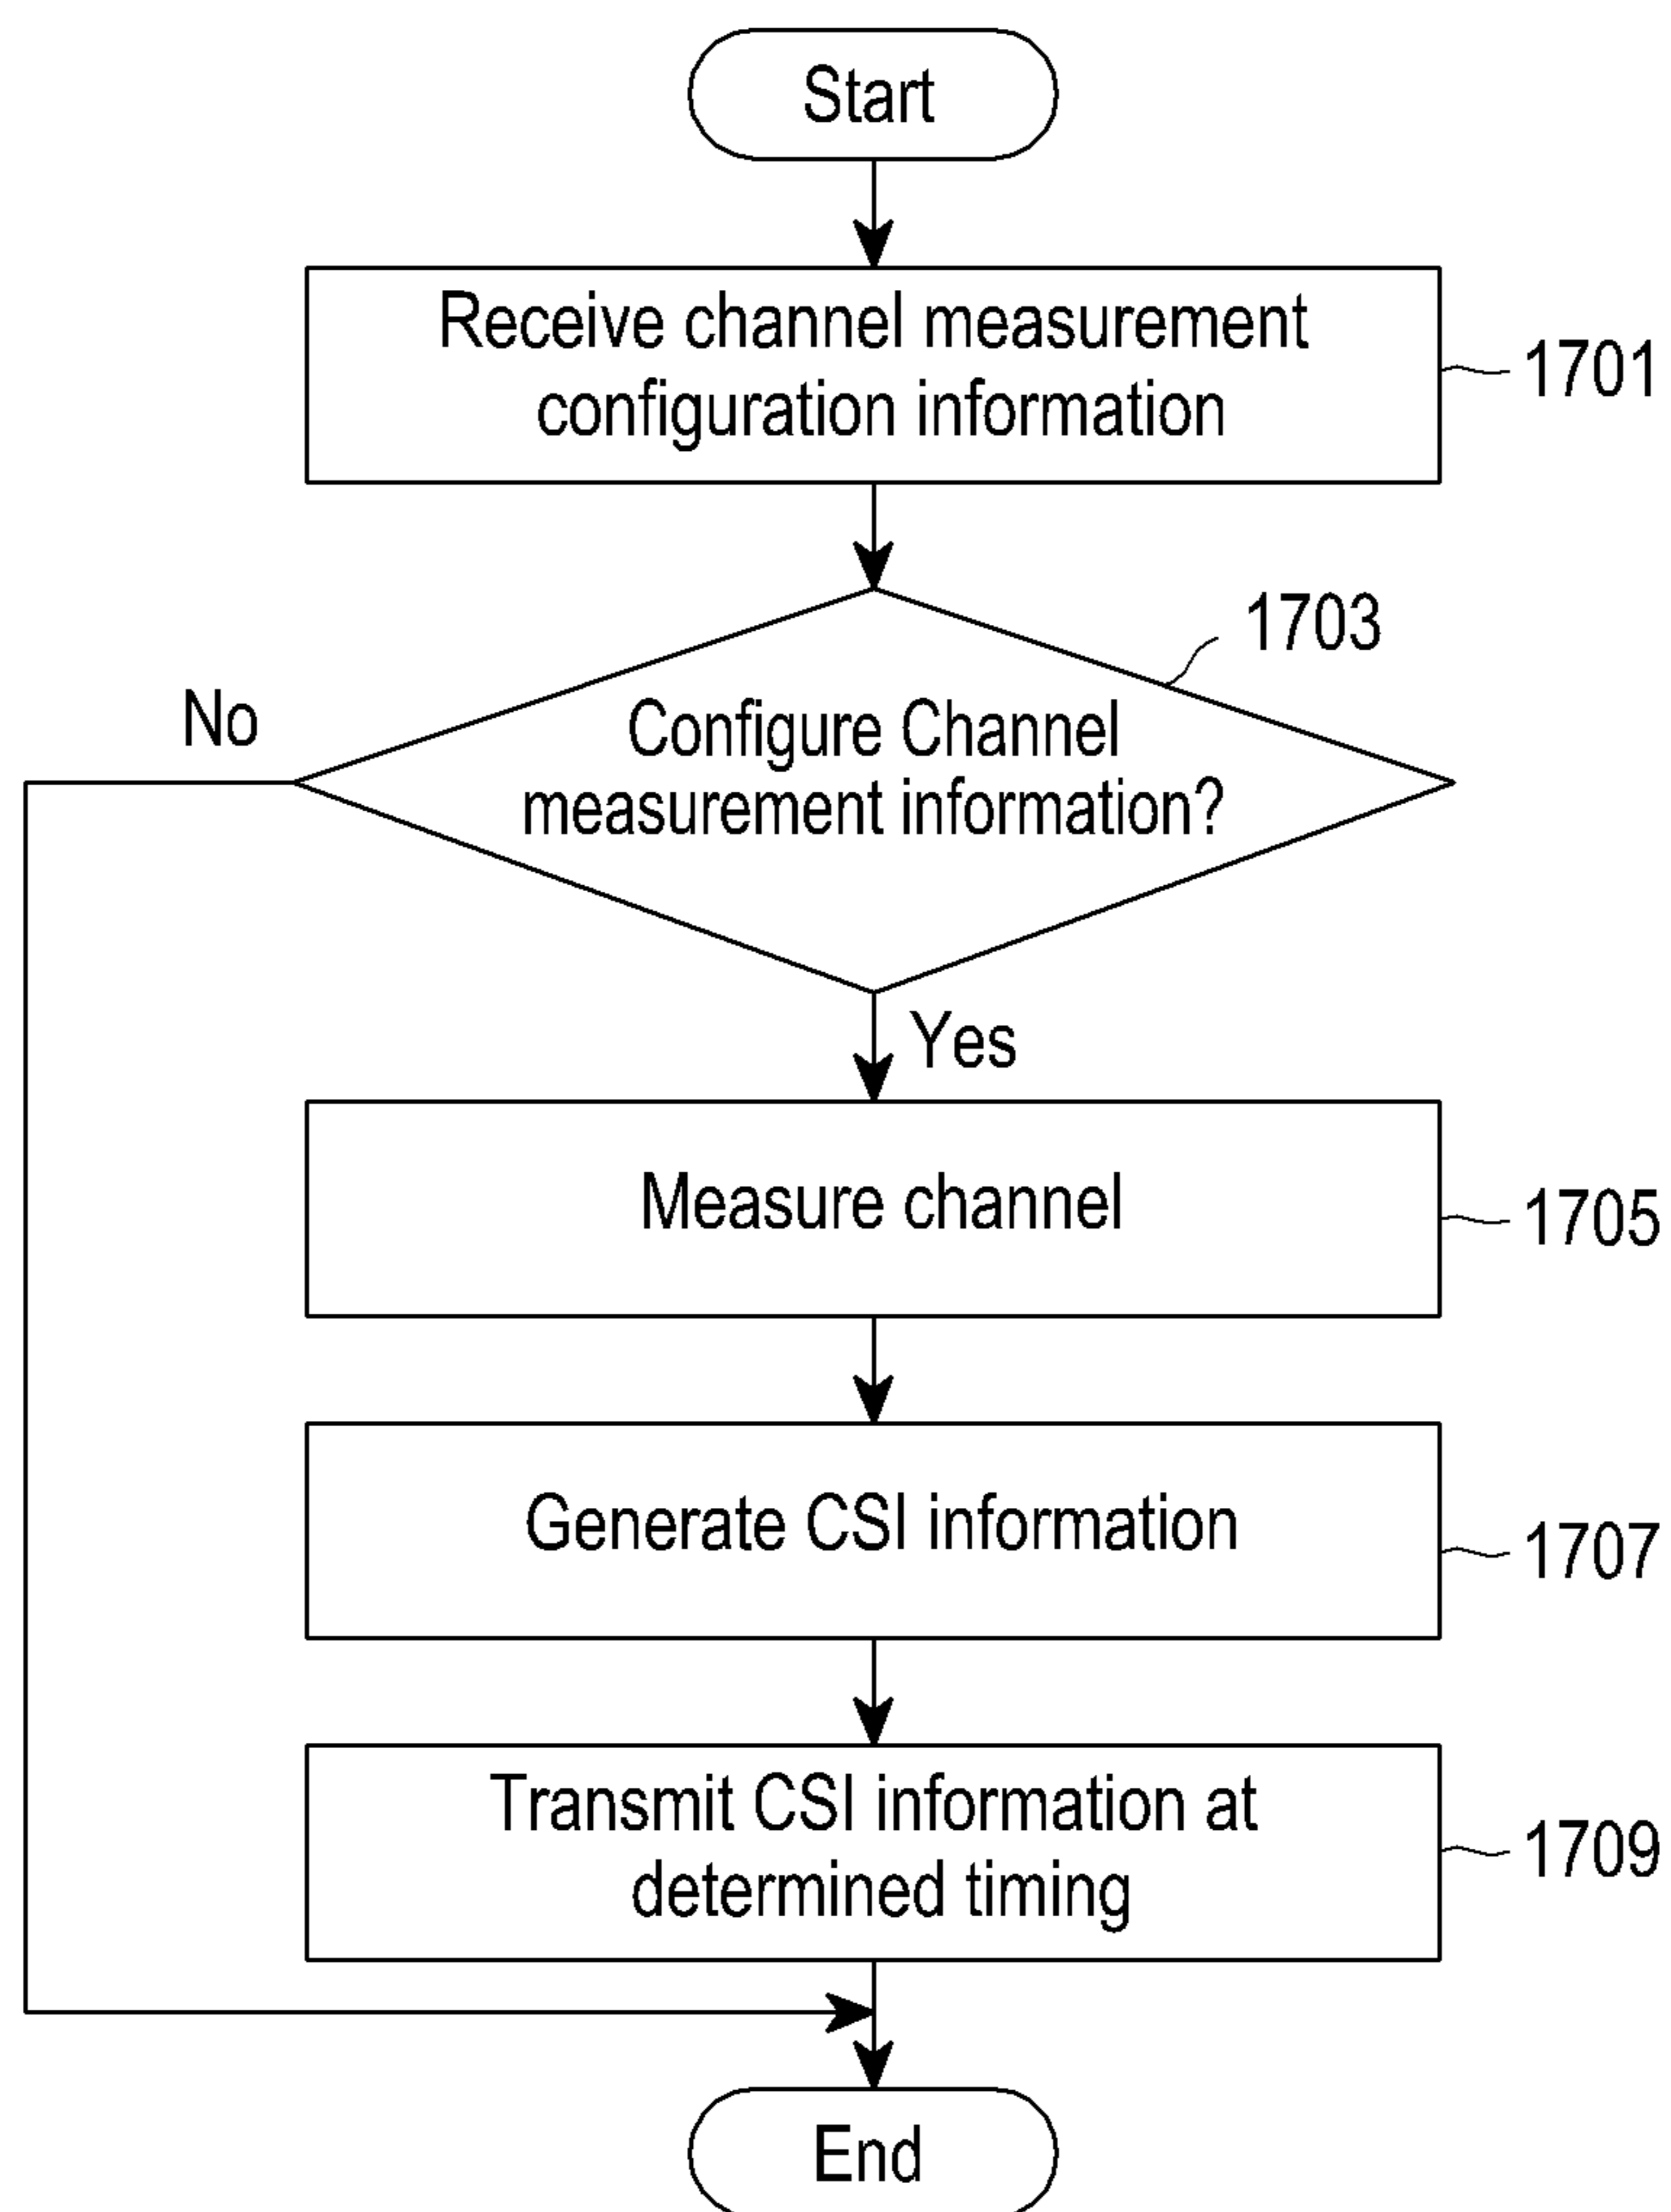 Start
Receive channel measurement
configuration information
1701
1703
No
Configure Channel
measurement information?
Yes
Measure channel
1705
Generate CSI information
1707
Transmit CSI information at
determined timing
1709
End